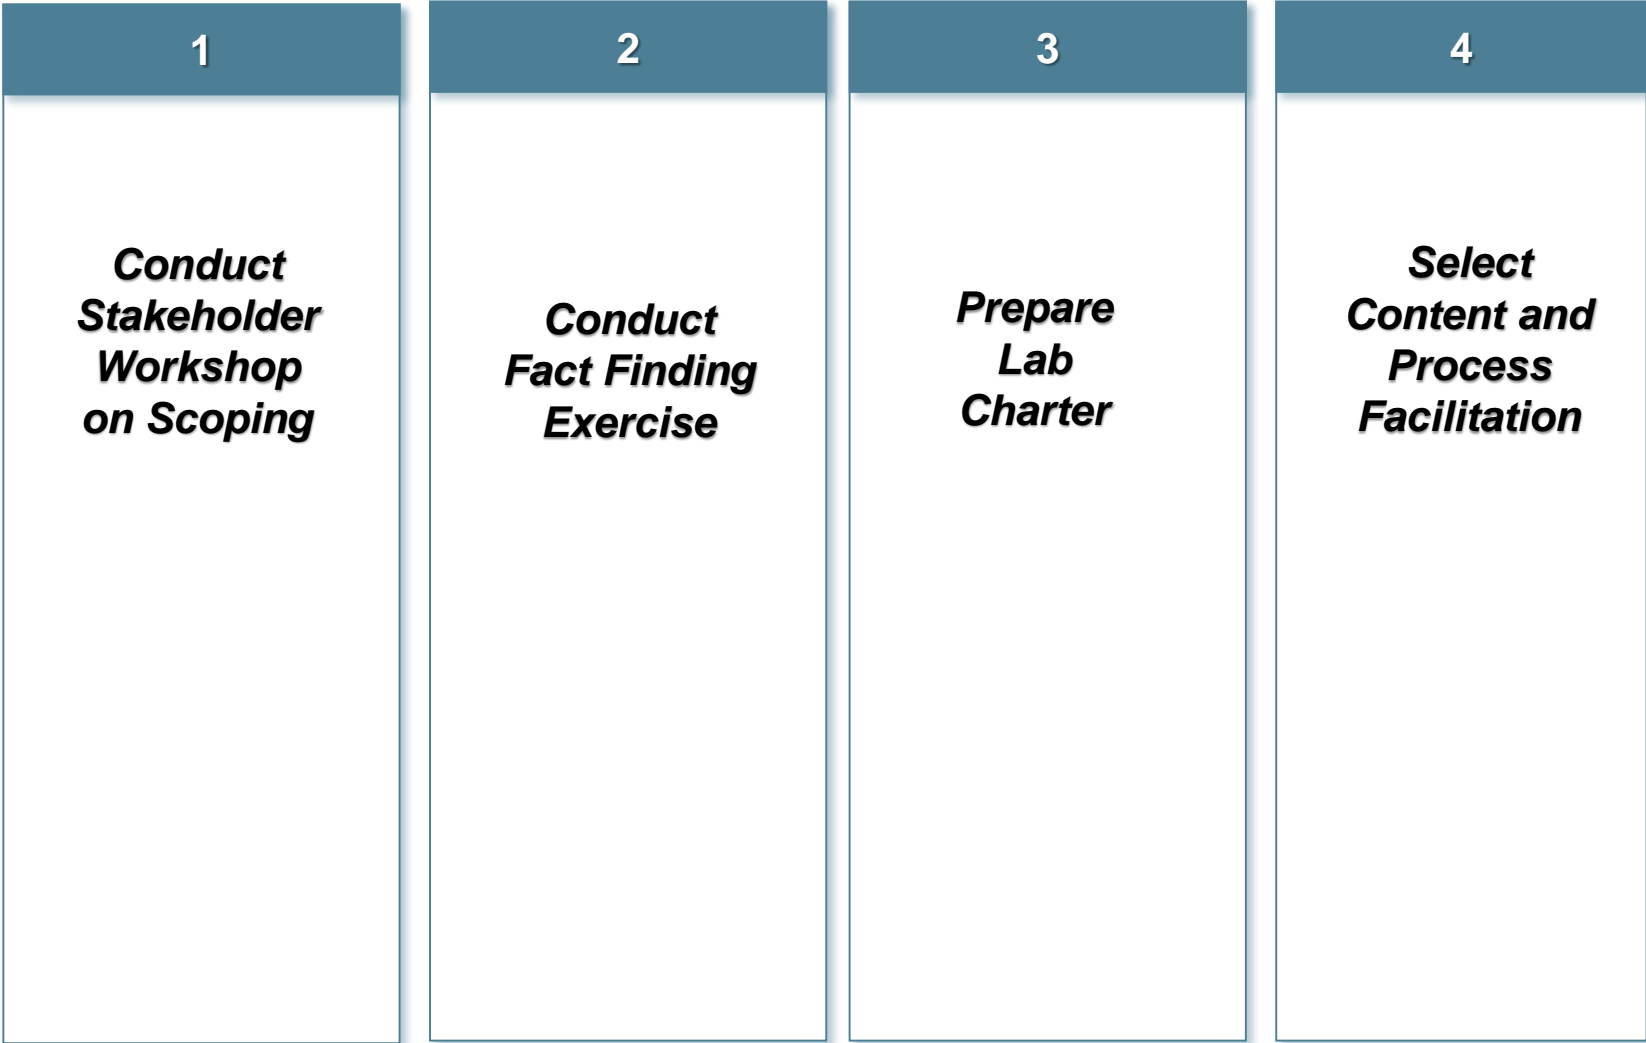 1
Conduct
Stakeholder
Workshop
on Scoping
2
Conduct
Fact Finding
Exercise
3
Prepare
Lab
Charter
4
Select
Content and
Process
Facilitation